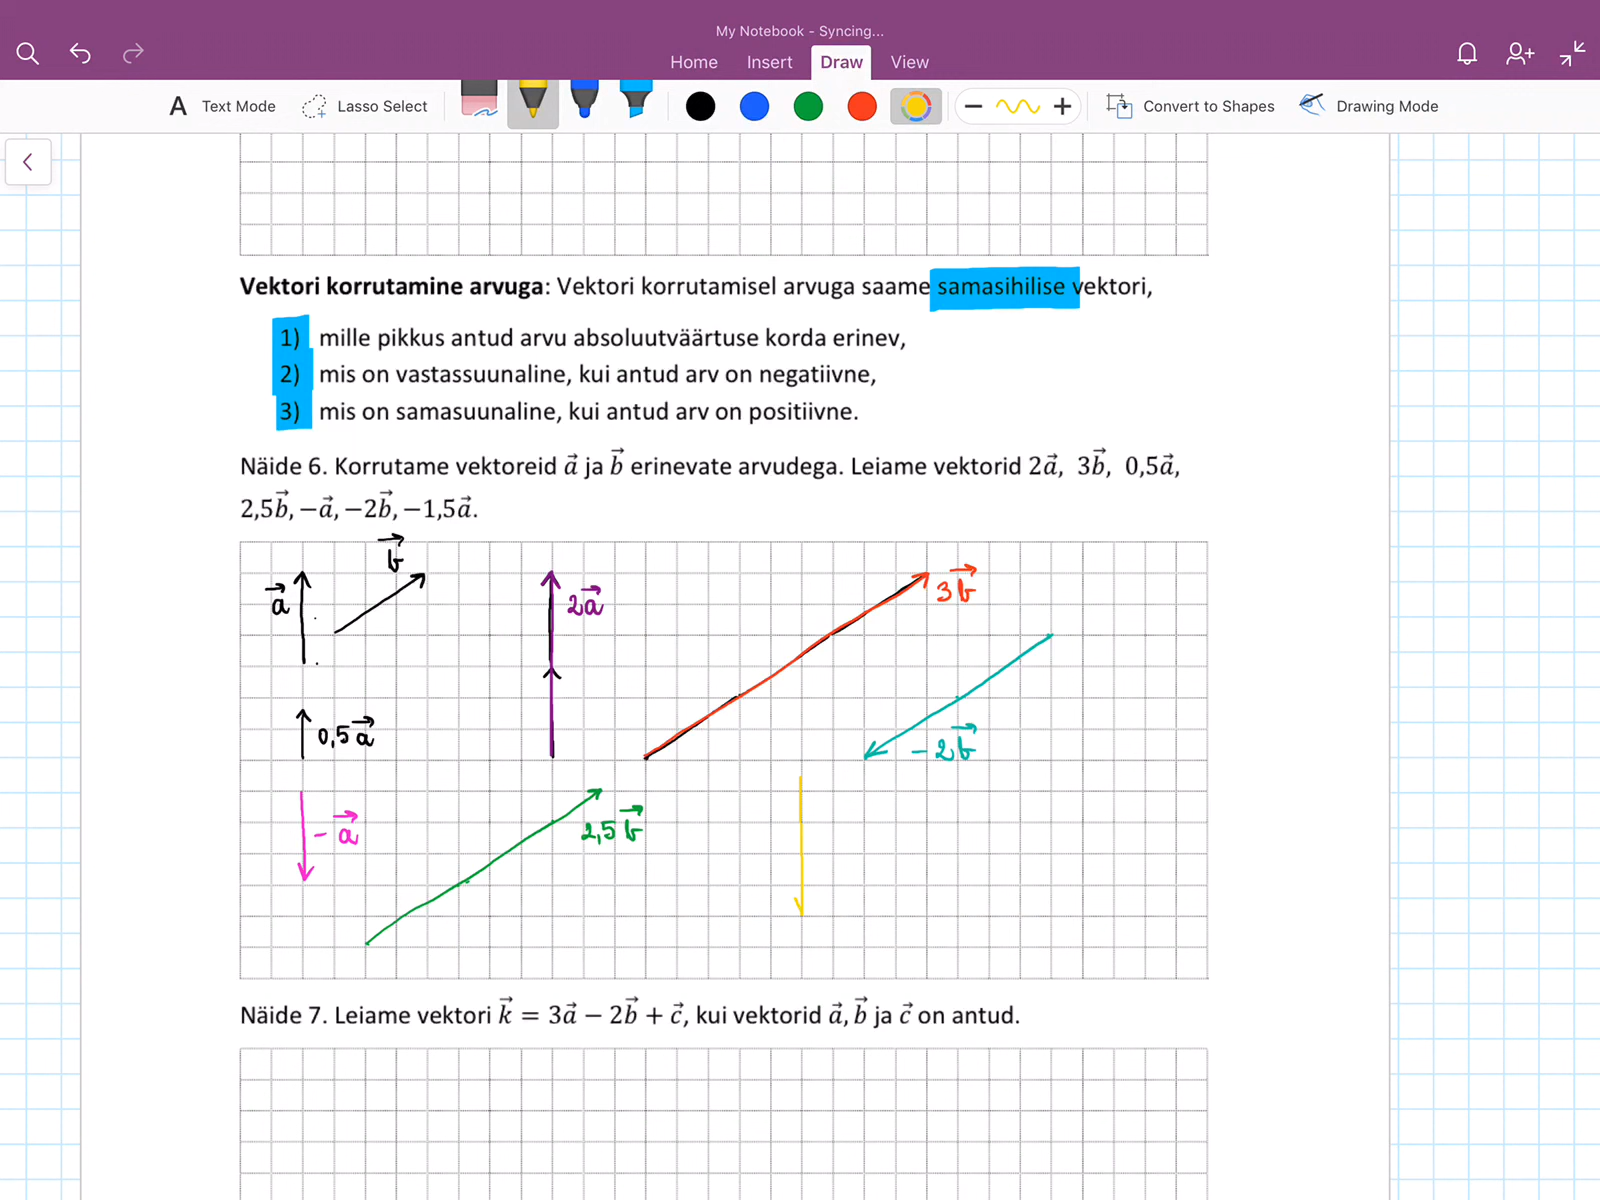 My Notebook - Syncing...
Home Insert Draw View
A Text Mode Lasso Select Convert to Shapes Drawing Mode
Vektori korrutamine arvuga: Vektori korrutamisel arvuga saame samasihilise vektori,
1) mille pikkus antud arvu absoluutväärtuse korda erinev,
2) mis on vastassuunaline, kui antud arv on negatiivne,
3) mis on samasuunaline, kui antud arv on positiivne.
Näide 6. Korrutame vektoreid a⃗ ja b⃗ erinevate arvudega. Leiame vektorid 2a⃗, 3b⃗, 0,5a⃗,
2,5b⃗, −a⃗, −2b⃗, −1,5a⃗.
b⃗
a⃗
2a⃗
3b⃗
0,5a⃗
-2b⃗
-a⃗
2,5b⃗
Näide 7. Leiame vektori k⃗ = 3a⃗ − 2b⃗ + c⃗, kui vektorid a⃗, b⃗ ja c⃗ on antud.